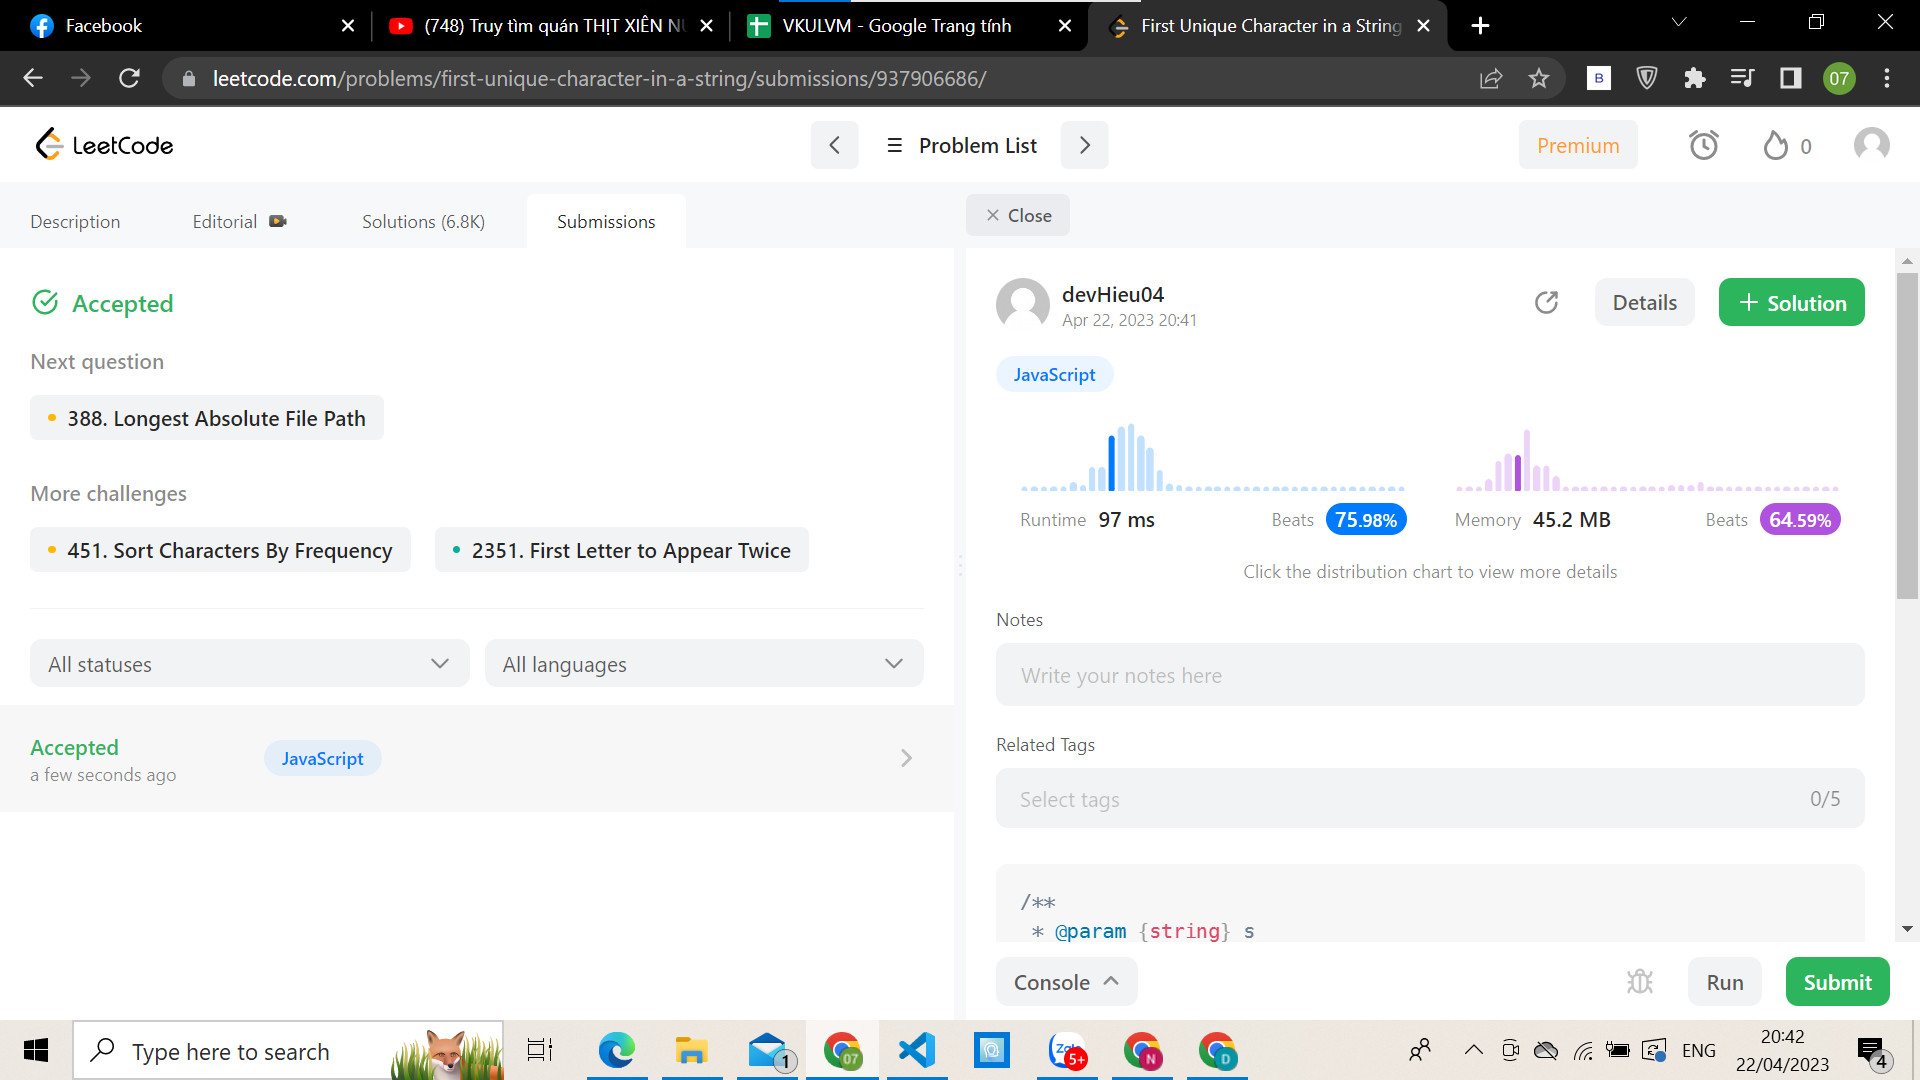 Facebook
(748) Truy tìm quán THỊT XIÊN
VKULVM - Google Trang tính
First Unique Character in a String
leetcode.com/problems/first-unique-character-in-a-string/submissions/937906686/
B
07
LeetCode
Problem List
Premium
0
Description
Editorial
Solutions (6.8K)
Submissions
Close
Accepted
Next question
388. Longest Absolute File Path
More challenges
451. Sort Characters By Frequency
2351. First Letter to Appear Twice
All statuses
All languages
Accepted
a few seconds ago
JavaScript
devHieu04
Apr 22, 2023 20:41
Details
+ Solution
JavaScript
Runtime 97 ms
Beats 75.98%
Memory 45.2 MB
Beats 64.59%
Click the distribution chart to view more details
Notes
Write your notes here
Related Tags
Select tags
0/5
/**
* @param {string} s
Console
Run
Submit
Type here to search
1
07
5+
N
D
ENG
20:42
22/04/2023
4